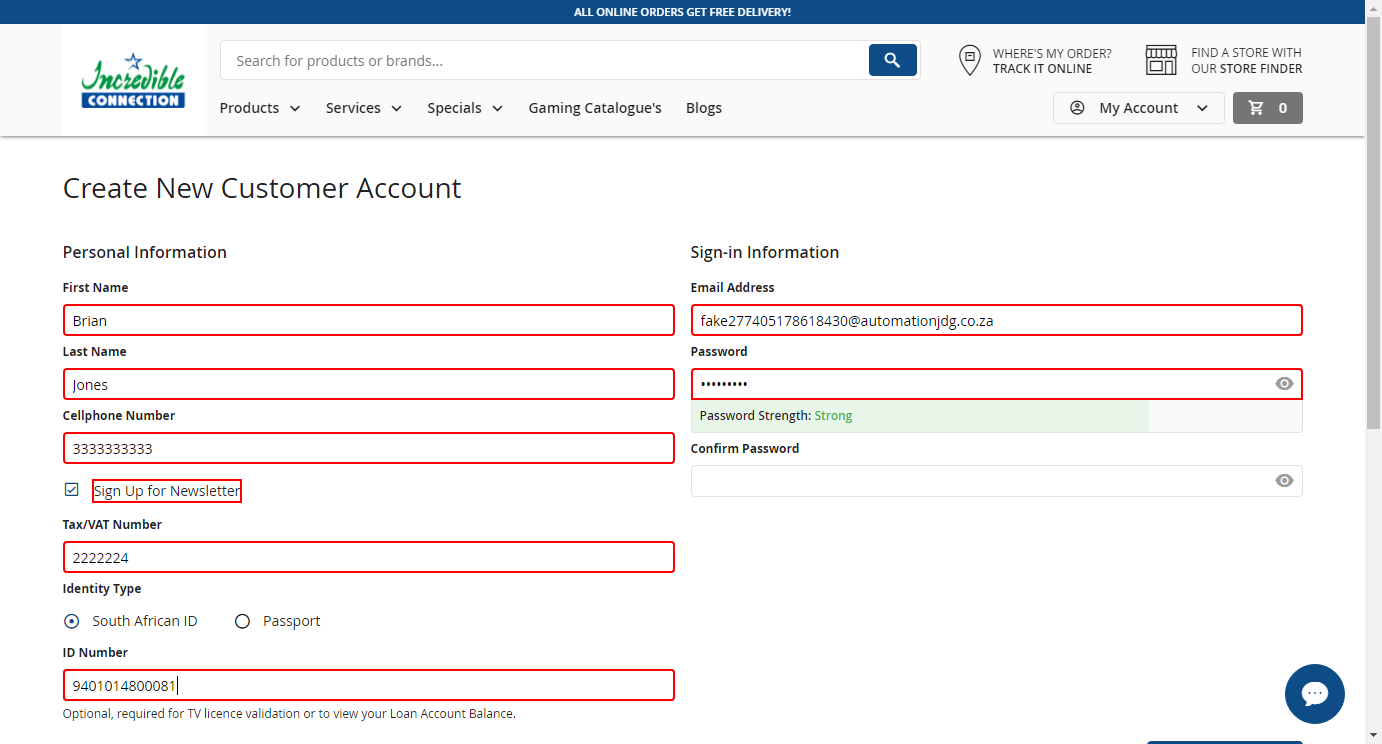 ALL ONLINE ORDERS GET FREE DELIVERY!
Incredible
CONNECTION
Search for products or brands...
WHERE'S MY ORDER?
TRACK IT ONLINE
FIND A STORE WITH
OUR STORE FINDER
Products
Services
Specials
Gaming Catalogue's
Blogs
My Account
0
Create New Customer Account
Personal Information
First Name
Brian
Last Name
Jones
Cellphone Number
3333333333
Sign Up for Newsletter
Tax/VAT Number
2222224
Identity Type
South African ID
Passport
ID Number
9401014800081
Optional, required for TV licence validation or to view your Loan Account Balance.
Sign-in Information
Email Address
fake277405178618430@automationjdg.co.za
Password
•••••••••
Password Strength: Strong
Confirm Password